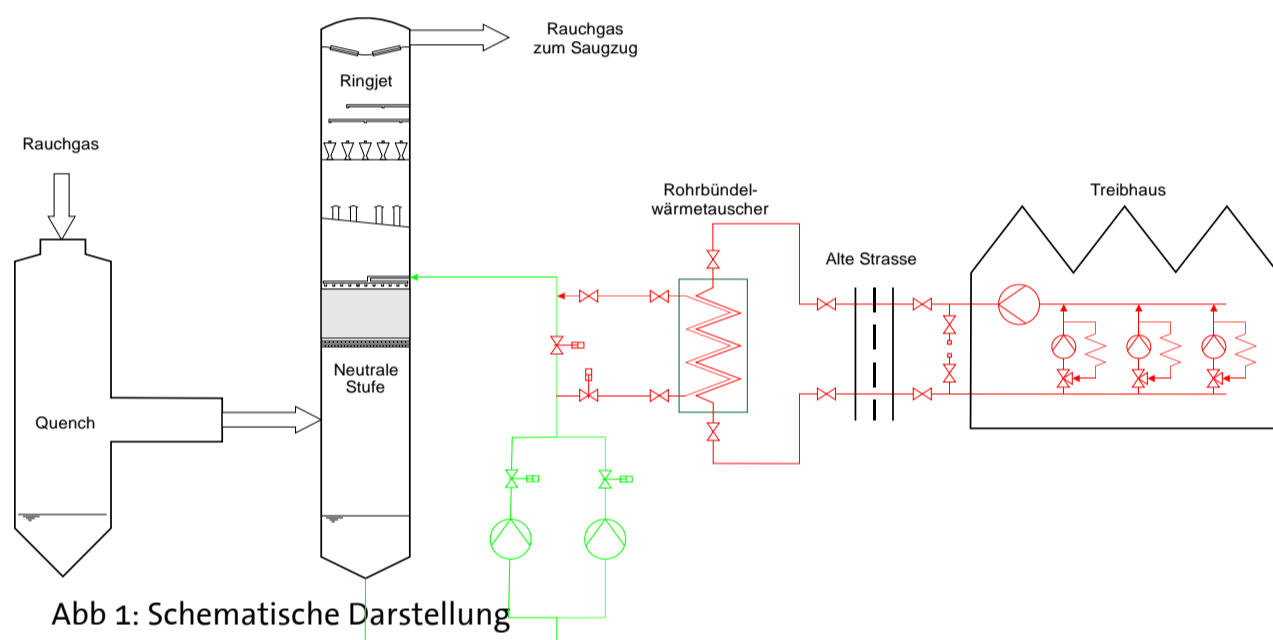 Rauchgas
zum Saugzug
Ringjet
Rauchgas
Rohrbündel-
wärmetauscher
Treibhaus
Alte Strasse
Neutrale
Stufe
Quench
Abb 1: Schematische Darstellung